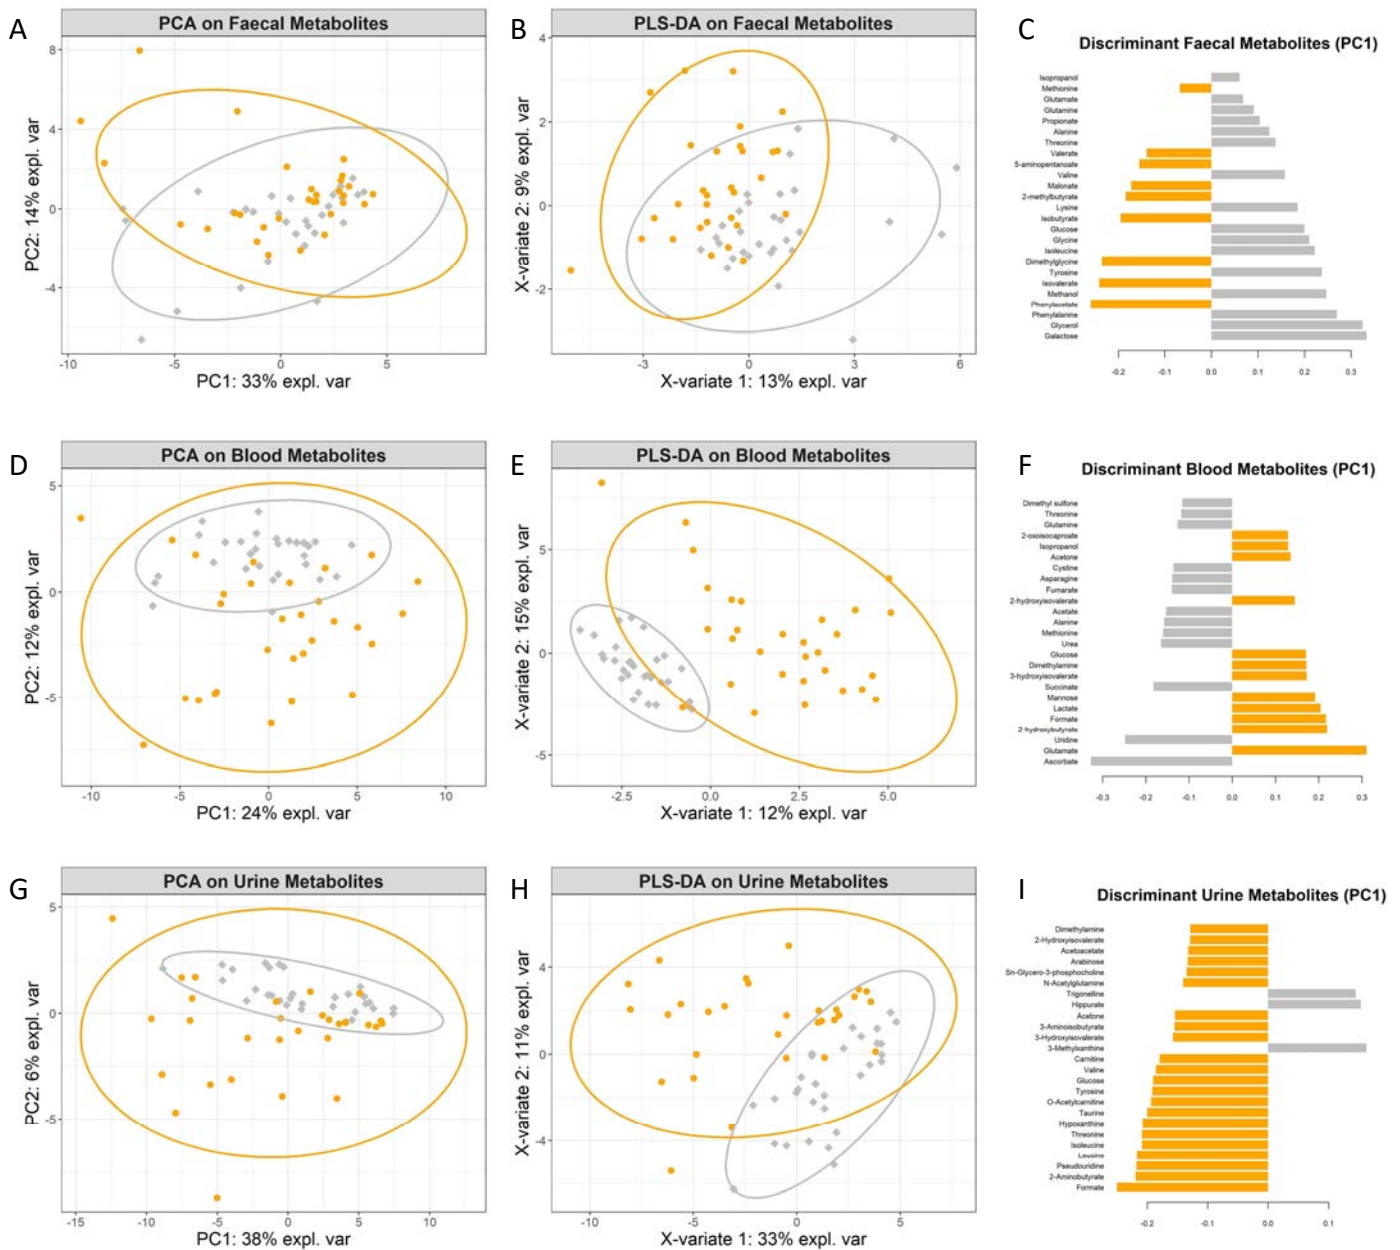 A
PCA on Faecal Metabolites
8
4
0
-4
-10
-5
0
5
PC2: 14% expl. var
PC1: 33% expl. var
B
PLS-DA on Faecal Metabolites
4
2
0
-2
-3
0
3
6
X-variate 2: 9% expl. var
X-variate 1: 13% expl. var
C
Discriminant Faecal Metabolites (PC1)
Isopropanol
Methionine
Glutamate
Glutamine
Propionate
Alanine
Threonine
Valerate
5-aminopentanoate
Valine
Malonate
2-methylbutyrate
Lysine
Isobutyrate
Glucose
Glycine
Isoleucine
Dimethylglycine
Tyrosine
Isovalerate
Methanol
Phenylacetate
Phenylalanine
Glycerol
Galactose
-0.2
-0.1
0.0
0.1
0.2
0.3
D
PCA on Blood Metabolites
5
0
-5
-10
-5
0
5
10
PC2: 12% expl. var
PC1: 24% expl. var
E
PLS-DA on Blood Metabolites
5
0
-5
-2.5
0.0
2.5
5.0
X-variate 2: 15% expl. var
X-variate 1: 12% expl. var
F
Discriminant Blood Metabolites (PC1)
Dimethyl sulfone
Threonine
Glutamine
2-oxoisocaproate
Isopropanol
Acetone
Cystine
Asparagine
Fumarate
2-hydroxyisovalerate
Acetate
Alanine
Methionine
Urea
Glucose
Dimethylamine
3-hydroxyisovalerate
Succinate
Mannose
Lactate
Formate
2-hydroxybutyrate
Uridine
Glutamate
Ascorbate
-0.3
-0.2
-0.1
0.0
0.1
0.2
0.3
G
PCA on Urine Metabolites
5
0
-5
-15
-10
-5
0
5
10
PC2: 6% expl. var
PC1: 38% expl. var
H
PLS-DA on Urine Metabolites
4
0
-4
-10
-5
0
5
X-variate 2: 11% expl. var
X-variate 1: 33% expl. var
I
Discriminant Urine Metabolites (PC1)
Dimethylamine
2-Hydroxyisovalerate
Acetoacetate
Arabinose
Sn-Glycero-3-phosphocholine
N-Acetylglutamine
Trigonelline
Hippurate
Acetone
3-Aminoisobutyrate
3-Hydroxyisovalerate
3-Methylxanthine
Carnitine
Valine
Glucose
Tyrosine
O-Acetylcarnitine
Taurine
Hypoxanthine
Threonine
Isoleucine
Leucine
Pseudouridine
2-Aminobutyrate
Formate
-0.2
-0.1
0.0
0.1